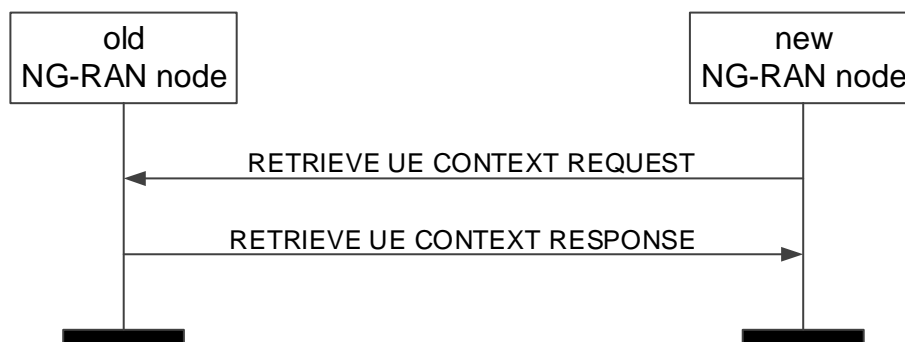 old
NG-RAN node
new
NG-RAN node
RETRIEVE UE CONTEXT REQUEST
RETRIEVE UE CONTEXT RESPONSE